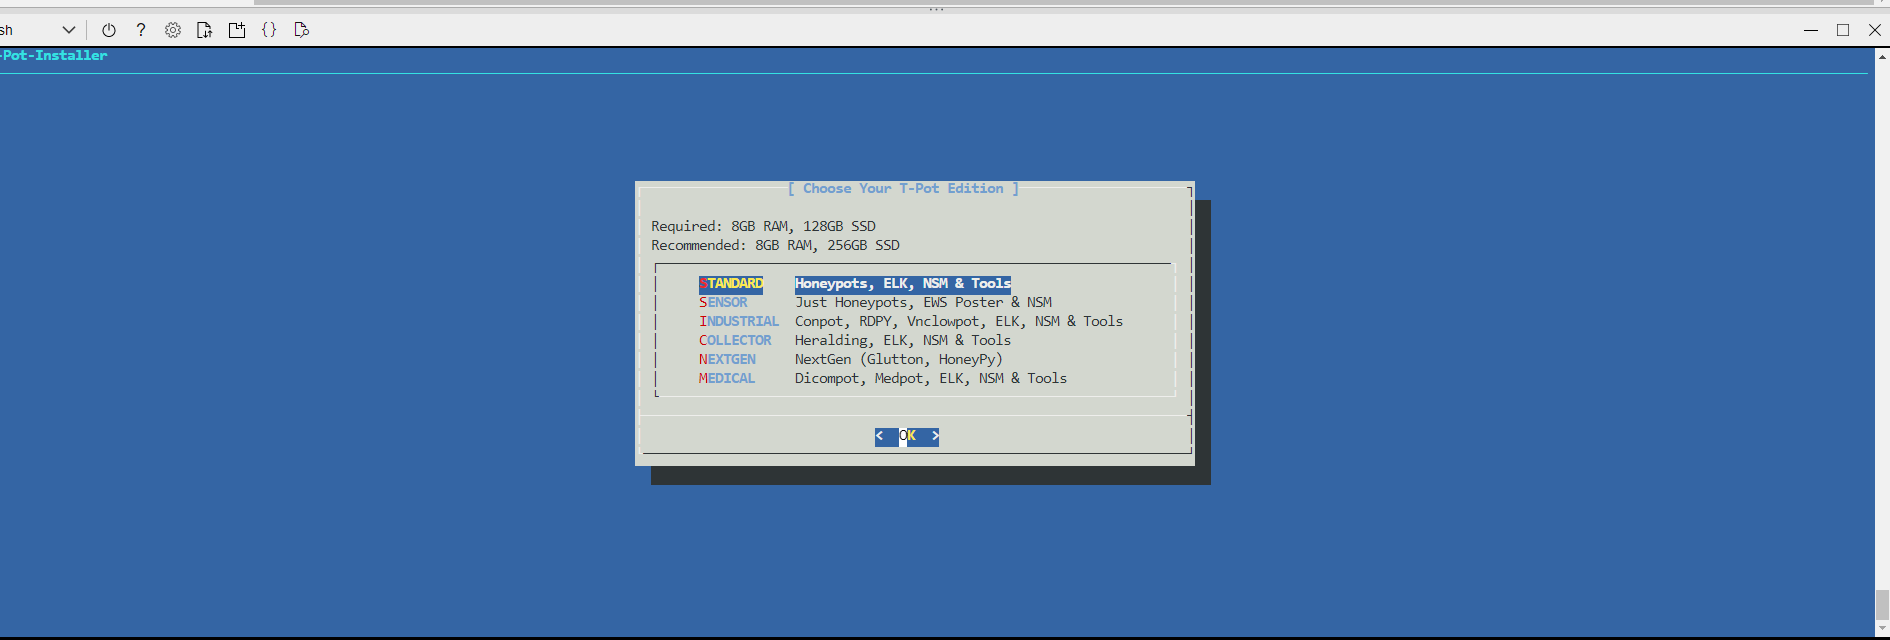 sh
?
{}
-Pot-Installer
[ Choose Your T-Pot Edition ]
Required: 8GB RAM, 128GB SSD
Recommended: 8GB RAM, 256GB SSD
STANDARD Honeypots, ELK, NSM & Tools
SENSOR Just Honeypots, EWS Poster & NSM
INDUSTRIAL Conpot, RDPY, Vnclowpot, ELK, NSM & Tools
COLLECTOR Heralding, ELK, NSM & Tools
NEXTGEN NextGen (Glutton, HoneyPy)
MEDICAL Dicompot, Medpot, ELK, NSM & Tools
< OK >